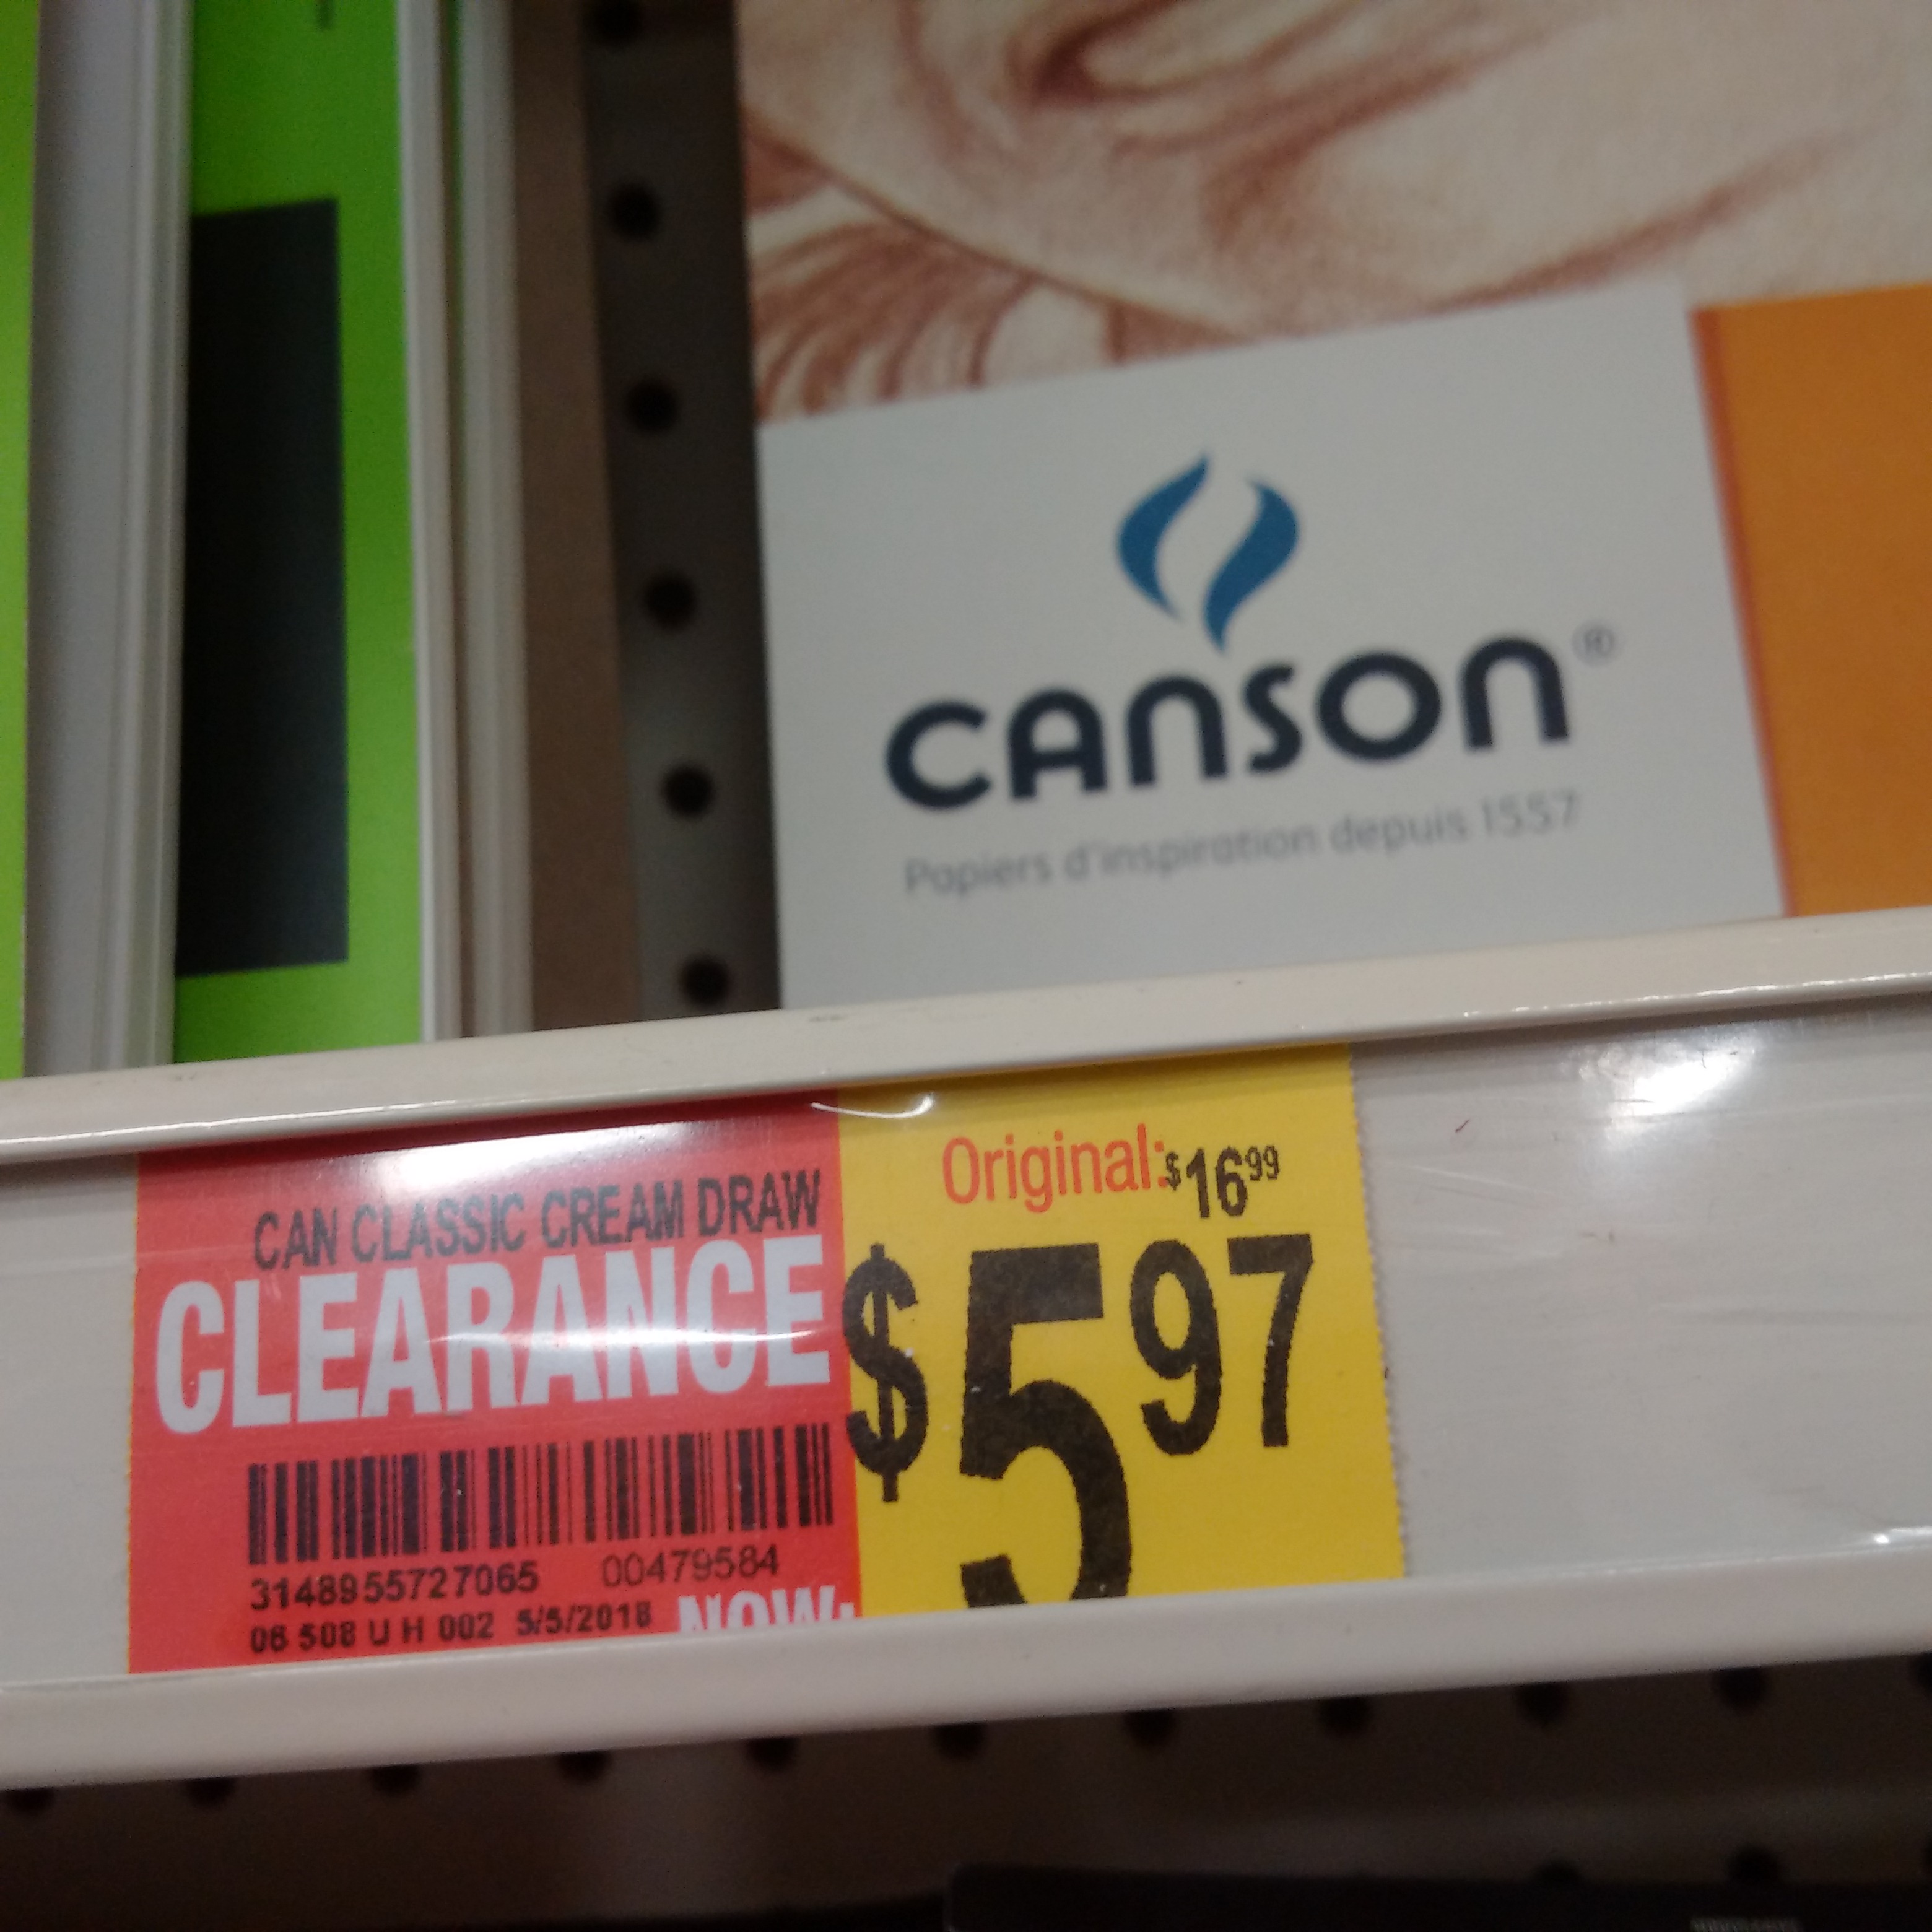 CANSON®
Papiers d'inspiration depuis 1557
CAN CLASSIC CREAM DRAW
CLEARANCE
3148955727065 00479584
06 508 U H 002 5/5/2018 NOW:
Original: $16.99
$5.97